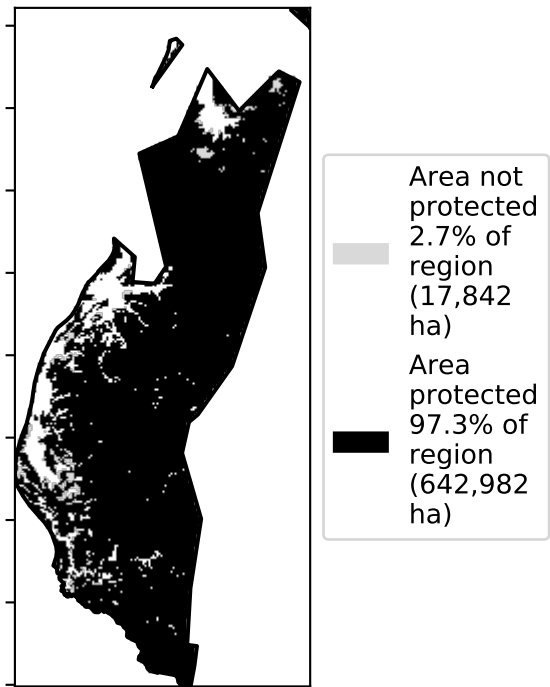 Area not
protected
2.7% of
region
(17,842
ha)
Area
protected
97.3% of
region
(642,982
ha)